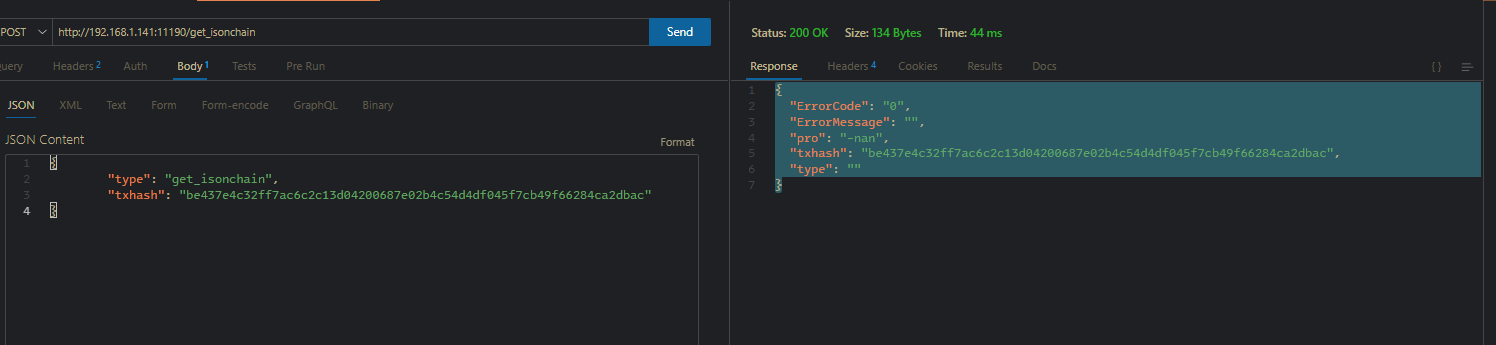 POST http://192.168.1.141:11190/get_isonchain Send
Status: 200 OK Size: 134 Bytes Time: 44 ms
Headers 2 Auth Body 1 Tests Pre Run
Response Headers 4 Cookies Results Docs
{ }
JSON XML Text Form Form-encode GraphQL Binary
JSON Content Format
1 {
2 "type": "get_isonchain",
3 "txhash": "be437e4c32ff7ac6c2c13d04200687e02b4c54d4df045f7cb49f66284ca2dbac"
4 }
1 {
2 "ErrorCode": "0",
3 "ErrorMessage": "",
4 "pro": "-nan",
5 "txhash": "be437e4c32ff7ac6c2c13d04200687e02b4c54d4df045f7cb49f66284ca2dbac",
6 "type": ""
7 }